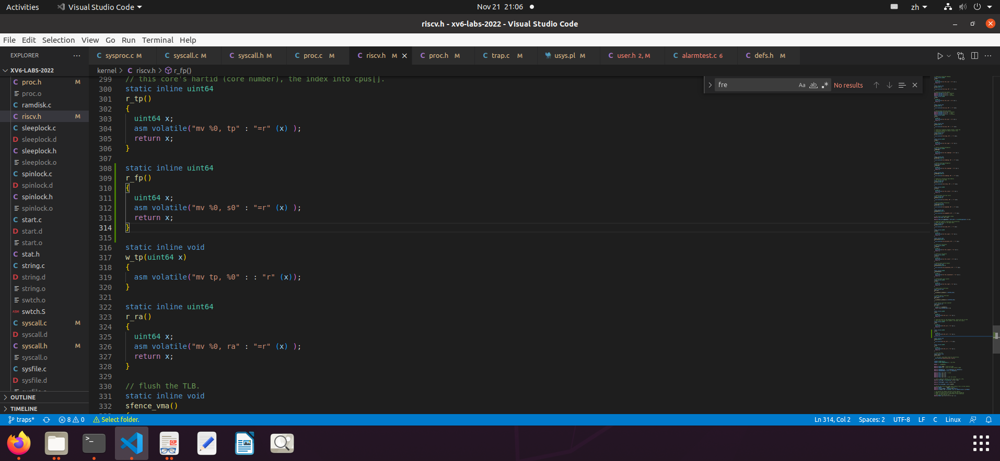 Activities Visual Studio Code Nov 21 21:06 zh
riscv.h - xv6-labs-2022 - Visual Studio Code
File Edit Selection View Go Run Terminal Help
EXPLORER ··· C sysproc.c M C syscall.c M C syscall.h M C proc.c M C riscv.h M C proc.h M C trap.c M usys.pl M C user.h 2, M C alarmtest.c 6 C defs.h M ···
XV6-LABS-2022 kernel > C riscv.h > r_fp()
C proc.h M
proc.o
C ramdisk.c
C riscv.h M
C sleeplock.c
D sleeplock.d
C sleeplock.h
sleeplock.o
C spinlock.c
D spinlock.d
C spinlock.h
spinlock.o
C start.c
D start.d
start.o
C stat.h
C string.c
D string.d
string.o
swtch.o
ASM swtch.S
C syscall.c M
D syscall.d
C syscall.h M
syscall.o
C sysfile.c
D sysfile.d
OUTLINE
TIMELINE
299 // this core's hartid (core number), the index into cpus[].
300 static inline uint64
301 r_tp()
302 {
303 uint64 x;
304 asm volatile("mv %0, tp" : "=r" (x) );
305 return x;
306 }
307
308 static inline uint64
309 r_fp()
310 {
311 uint64 x;
312 asm volatile("mv %0, s0" : "=r" (x) );
313 return x;
314 }
315
316 static inline void
317 w_tp(uint64 x)
318 {
319 asm volatile("mv tp, %0" : : "r" (x));
320 }
321
322 static inline uint64
323 r_ra()
324 {
325 uint64 x;
326 asm volatile("mv %0, ra" : "=r" (x) );
327 return x;
328 }
329
330 // flush the TLB.
331 static inline void
332 sfence_vma()
fre Aa ab .* No results
traps* 8 0 Select folder. Ln 314, Col 2 Spaces: 2 UTF-8 LF C Linux
>_